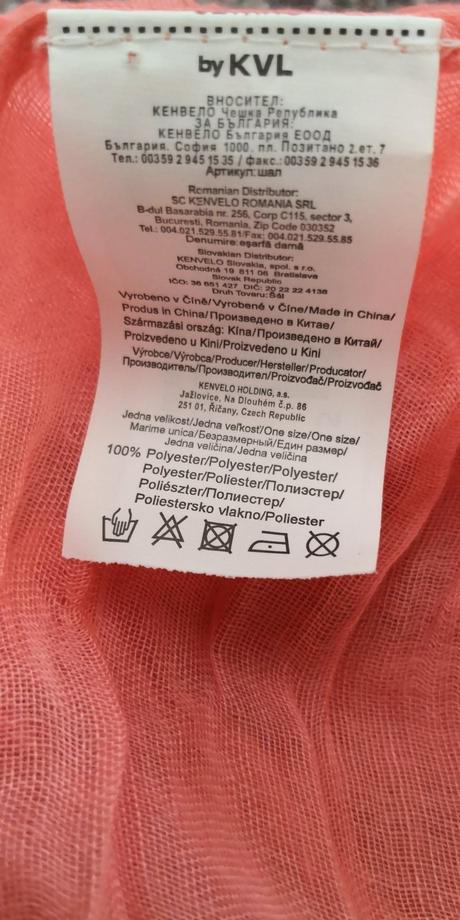 by KVL
ВНОСИТЕЛ:
КЕНВЕЛО Чешка Република
ЗА БЪЛГАРИЯ:
КЕНВЕЛО България ЕООД
България. София 1000. пл. Позитано 2.ет. 7
Тел.: 00359 2 945 15 35 / факс.: 00359 2 945 15 36
Артикул: шал
Romanian Distributor:
SC KENVELO ROMANIA SRL
B-dul Basarabia nr. 256, Corp C115, sector 3,
Bucuresti, Romania, Zip Code 030352
Tel.: 004.021.529.55.81/Fax: 004.021.529.55.85
Denumire: eşarfă damă
Slovakian Distributor:
KENVELO Slovakia, spol. s r.o.
Obchodná 19 811 06 Bratislava
Slovak Republic
IČO: 36 851 427 DIČ: 20 22 22 4138
Druh Tovaru: Šál
Vyrobeno v Číně/Vyrobené v Číne/Made in China/
Produs in China/Произведено в Китае/
Származási ország: Kína/Произведено в Китай/
Proizvedeno u Kini/Proizvedeno u Kini
Výrobce/Výrobca/Producer/Hersteller/Producator/
Производитель/Производител/Proizvođač/Proizvođač
KENVELO HOLDING, a.s.
Jažlovice, Na Dlouhém č.p. 86
251 01, Říčany, Czech Republic
Jedna velikost/Jedna veľkosť/One size/One size/
Marime unica/Безразмерный/Един размер/
Jedna veličina/Jedna veličina
100% Polyester/Polyester/Polyester/
Polyester/Polyester/Полиэстер/
Poliészter/Полиестер/
Poliestersko vlakno/Poliester